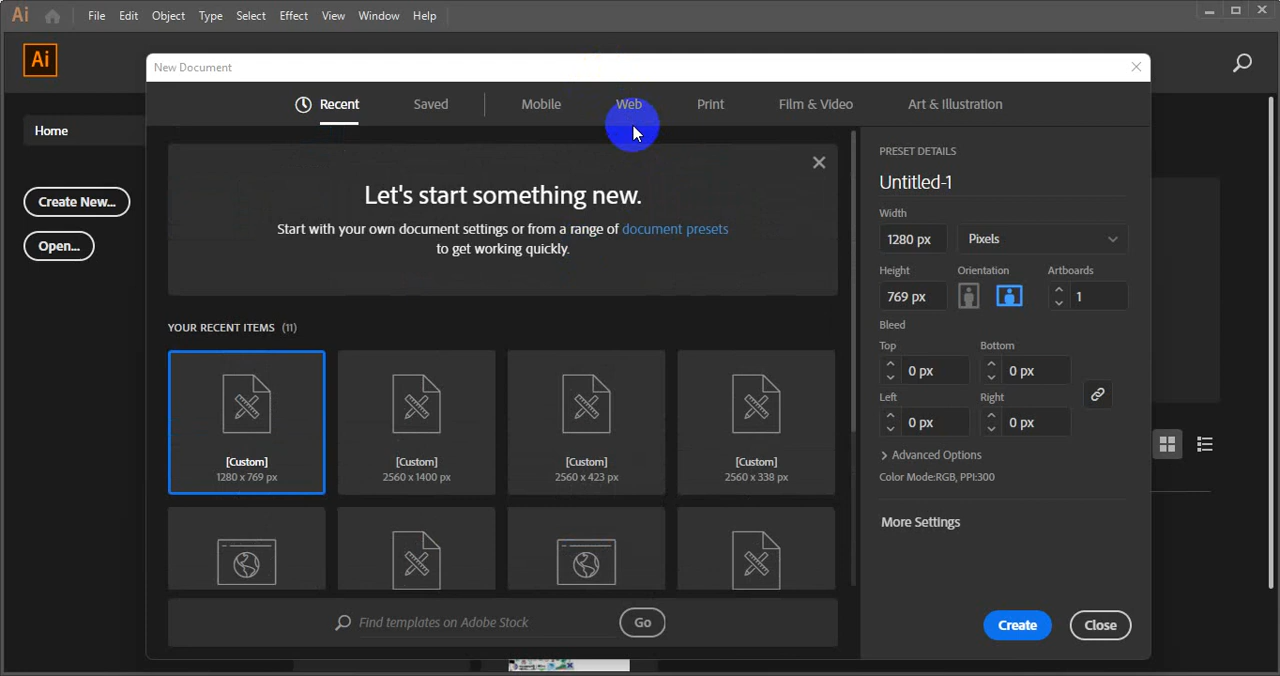 Ai File Edit Object Type Select Effect View Window Help
Ai
New Document
Recent Saved Mobile Web Print Film & Video Art & Illustration
Home
Create New...
Open...
Let's start something new.
Start with your own document settings or from a range of document presets
to get working quickly.
YOUR RECENT ITEMS (11)
[Custom]
1280 x 769 px
[Custom]
2560 x 1400 px
[Custom]
2560 x 423 px
[Custom]
2560 x 338 px
Find templates on Adobe Stock Go
PRESET DETAILS
Untitled-1
Width
1280 px Pixels
Height Orientation Artboards
769 px 1
Bleed
Top Bottom
0 px 0 px
Left Right
0 px 0 px
> Advanced Options
Color Mode:RGB, PPI:300
More Settings
Create Close